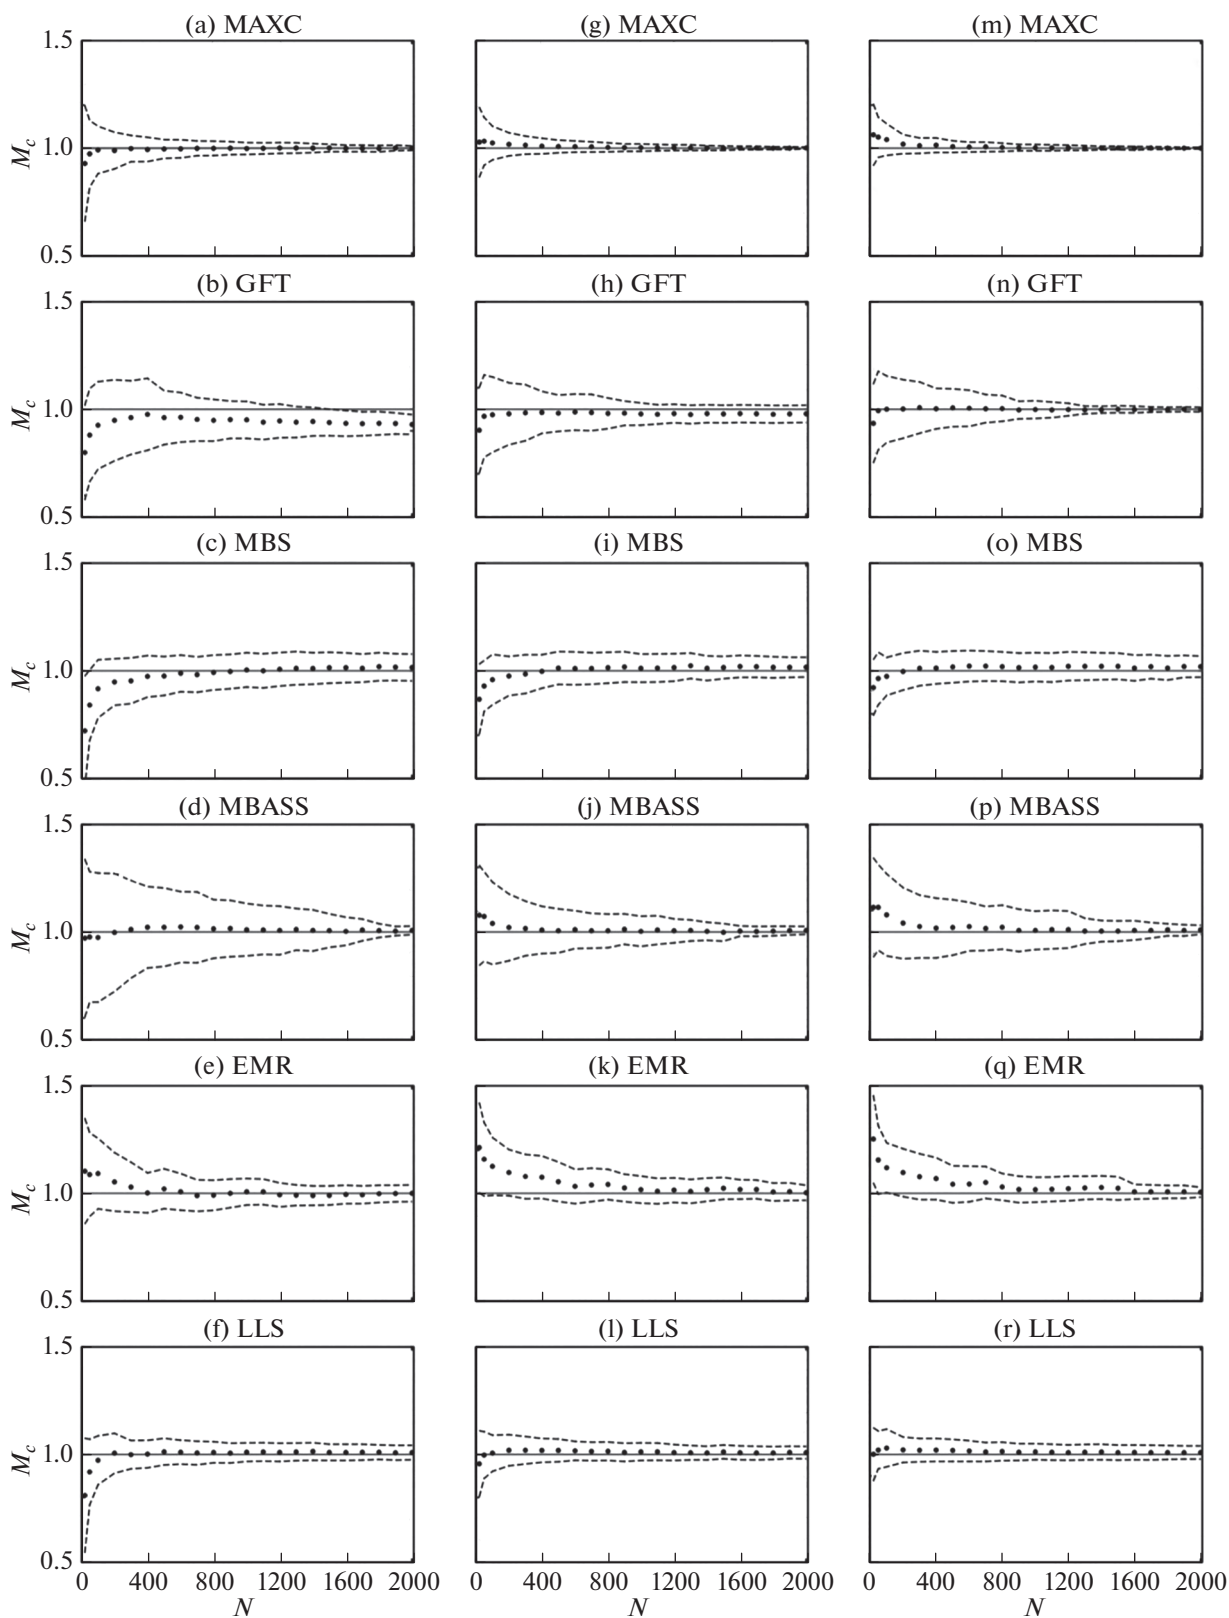 (a) MAXC (g) MAXC (m) MAXC
1.5
M_c 1.0
0.5
(b) GFT (h) GFT (n) GFT
1.5
M_c 1.0
0.5
(c) MBS (i) MBS (o) MBS
1.5
M_c 1.0
0.5
(d) MBASS (j) MBASS (p) MBASS
1.5
M_c 1.0
0.5
(e) EMR (k) EMR (q) EMR
1.5
M_c 1.0
0.5
(f) LLS (l) LLS (r) LLS
1.5
M_c 1.0
0.5
0 400 800 1200 1600 2000 0 400 800 1200 1600 2000 0 400 800 1200 1600 2000
N N N